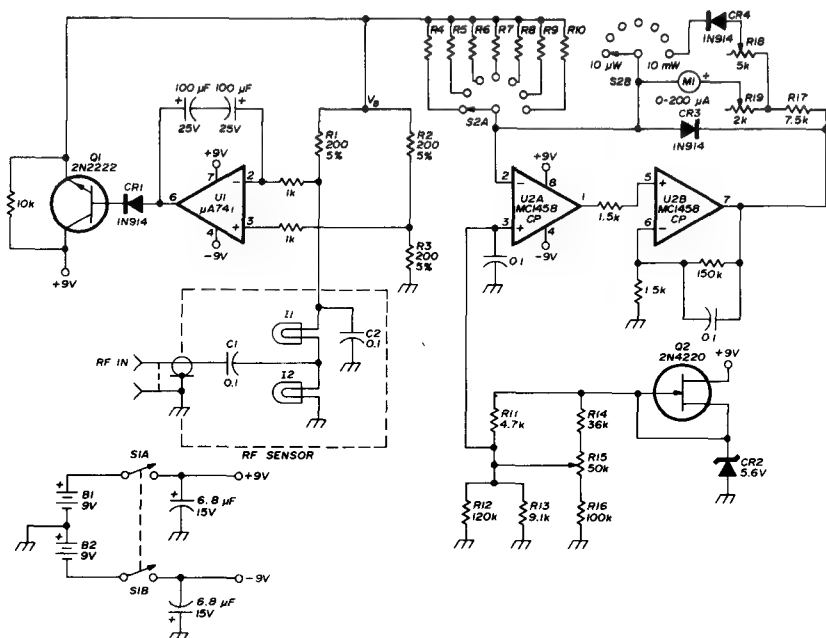 R4 R5 R6 R7 R8 R9 R10
CR4
1N914
R18
5k
10 μW
10 mW
S2B
M1
+
0-200 μA
R19
2k
R17
7.5k
CR3
1N914
S2A
100 μF 100 μF
+ +
25V 25V
VB
R1
200
5%
R2
200
5%
R3
200
5%
Q1
2N2222
10k
+9V
CR1
1N914
+9V
7
6
U1
μA741
2
−
3
+
4
−9V
1k
1k
+9V
8
2
−
U2A
MC1458
CP
1
3
+
4
−9V
0.1
1.5k
5
+
U2B
MC1458
CP
7
6
−
1.5k
150k
0.1
RF IN
C1
0.1
I1
I2
C2
0.1
RF SENSOR
Q2
2N4220
+9V
CR2
5.6V
R11
4.7k
R14
36k
R15
50k
R12
120k
R13
9.1k
R16
100k
S1A
+9V
+
B1
9V
+
6.8 μF
15V
+
B2
9V
S1B
−9V
6.8 μF
15V
+